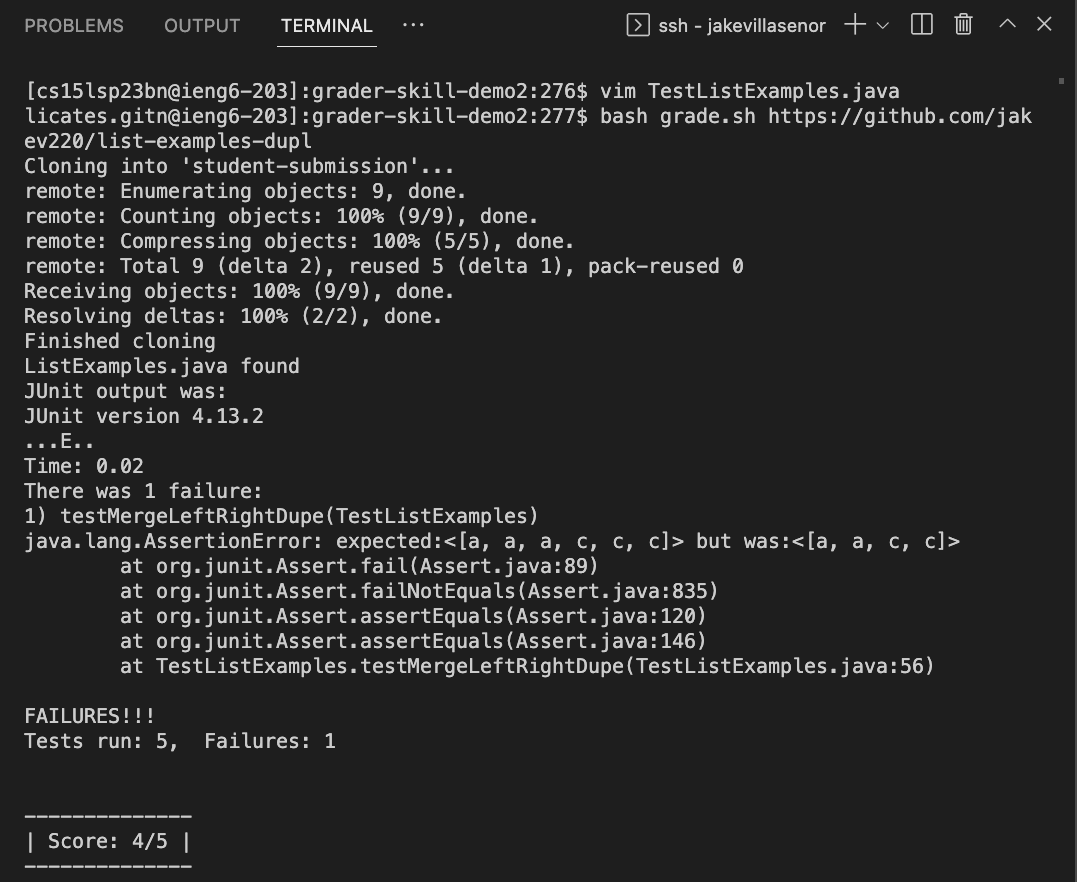 PROBLEMS OUTPUT TERMINAL ... ssh - jakevillasenor
[cs15lsp23bn@ieng6-203]:grader-skill-demo2:276$ vim TestListExamples.java
licates.gitn@ieng6-203]:grader-skill-demo2:277$ bash grade.sh https://github.com/jak
ev220/list-examples-dupl
Cloning into 'student-submission'...
remote: Enumerating objects: 9, done.
remote: Counting objects: 100% (9/9), done.
remote: Compressing objects: 100% (5/5), done.
remote: Total 9 (delta 2), reused 5 (delta 1), pack-reused 0
Receiving objects: 100% (9/9), done.
Resolving deltas: 100% (2/2), done.
Finished cloning
ListExamples.java found
JUnit output was:
JUnit version 4.13.2
...E..
Time: 0.02
There was 1 failure:
1) testMergeLeftRightDupe(TestListExamples)
java.lang.AssertionError: expected:<[a, a, a, c, c, c]> but was:<[a, a, c, c]>
        at org.junit.Assert.fail(Assert.java:89)
        at org.junit.Assert.failNotEquals(Assert.java:835)
        at org.junit.Assert.assertEquals(Assert.java:120)
        at org.junit.Assert.assertEquals(Assert.java:146)
        at TestListExamples.testMergeLeftRightDupe(TestListExamples.java:56)
FAILURES!!!
Tests run: 5,  Failures: 1
--------------
| Score: 4/5 |
--------------